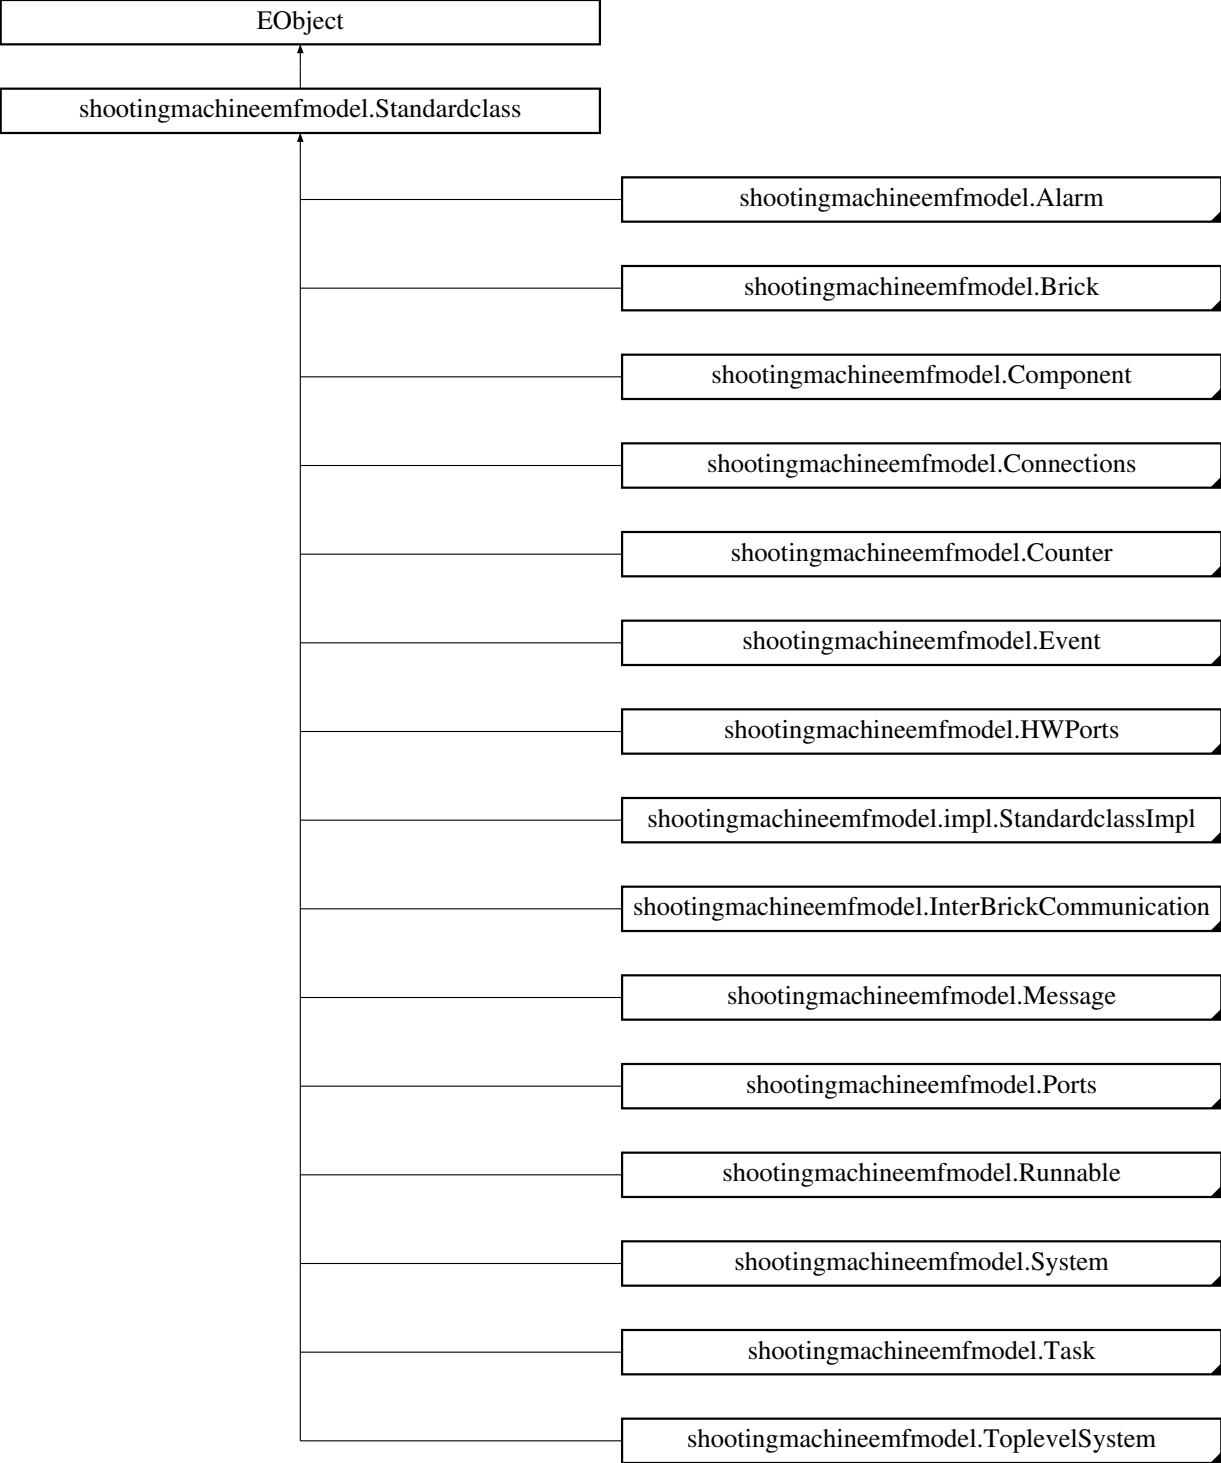 EObject
shootingmachineemfmodel.Standardclass
shootingmachineemfmodel.Alarm
shootingmachineemfmodel.Brick
shootingmachineemfmodel.Component
shootingmachineemfmodel.Connections
shootingmachineemfmodel.Counter
shootingmachineemfmodel.Event
shootingmachineemfmodel.HWPorts
shootingmachineemfmodel.impl.StandardclassImpl
shootingmachineemfmodel.InterBrickCommunication
shootingmachineemfmodel.Message
shootingmachineemfmodel.Ports
shootingmachineemfmodel.Runnable
shootingmachineemfmodel.System
shootingmachineemfmodel.Task
shootingmachineemfmodel.ToplevelSystem